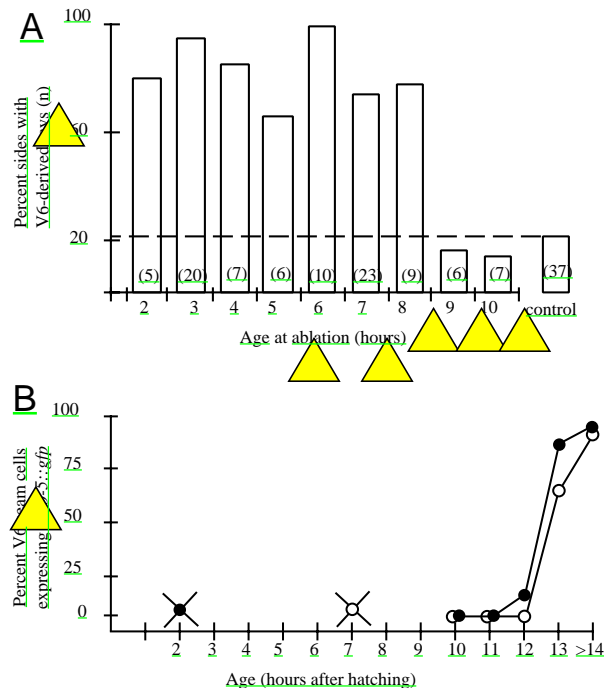 A
100
60
20
Percent sides with
V6-derived (n)
(5) (20) (7) (6) (10) (23) (9) (6) (7) (37)
2 3 4 5 6 7 8 9 10 control
Age at ablation (hours)
B
100
75
50
25
0
Percent V6 cells
expressing ::gfp
2 3 4 5 6 7 8 9 10 11 12 13 >14
Age (hours after hatching)